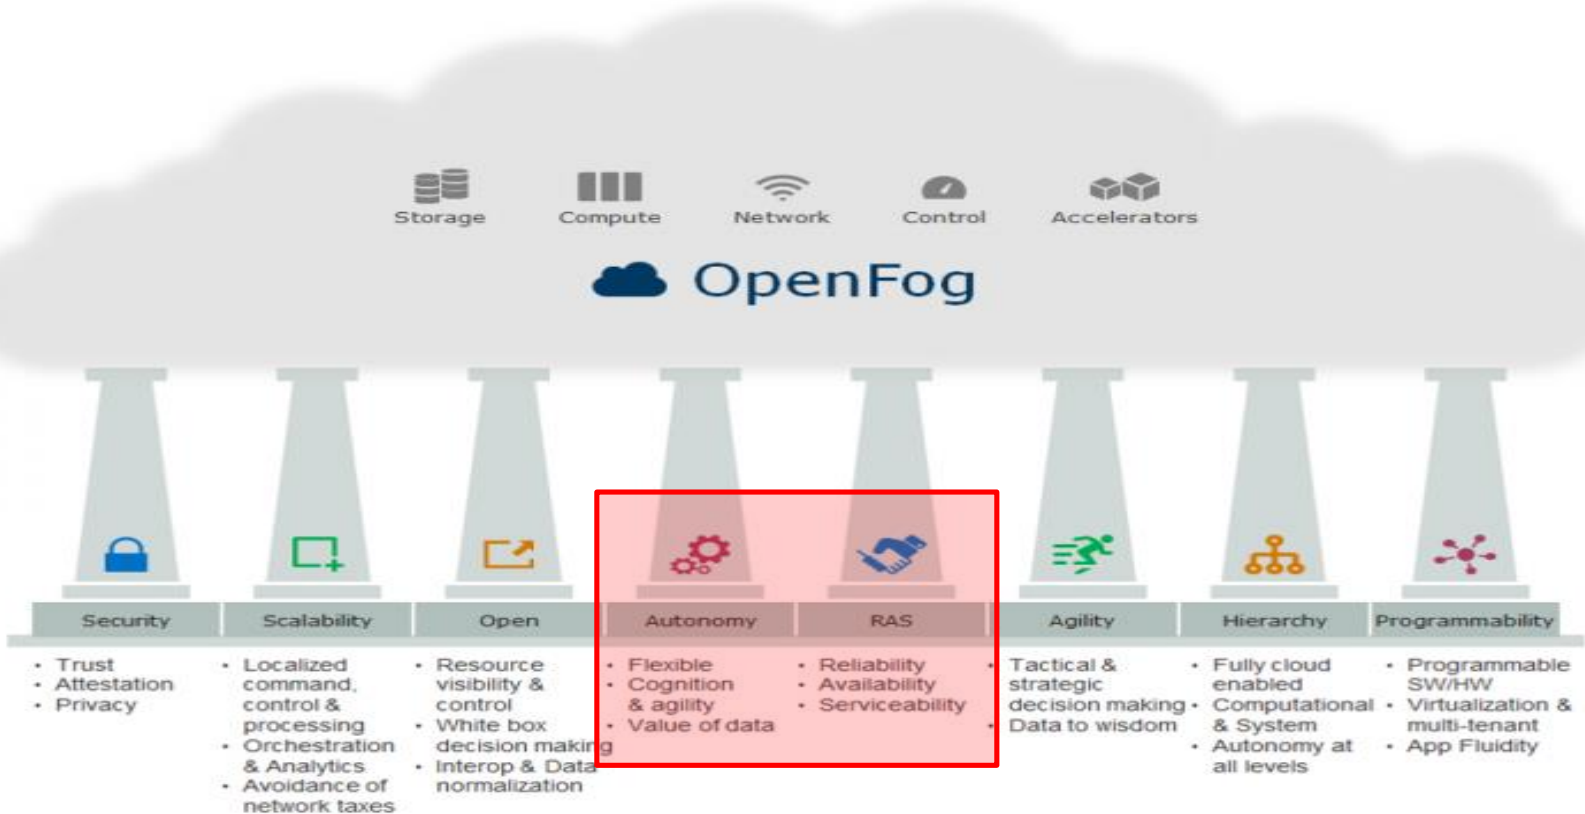 Storage Compute Network Control Accelerators
OpenFog
Security Scalability Open Autonomy RAS Agility Hierarchy Programmability
• Trust
• Attestation
• Privacy
• Localized
command,
control &
processing
• Orchestration
& Analytics
• Avoidance of
network taxes
• Resource
visibility &
control
• White box
decision making
• Interop & Data
normalization
• Flexible
• Cognition
& agility
• Value of data
• Reliability
• Availability
• Serviceability
• Tactical &
strategic
decision making
• Data to wisdom
• Fully cloud
enabled
• Computational
& System
• Autonomy at
all levels
• Programmable
SW/HW
• Virtualization &
multi-tenant
• App Fluidity